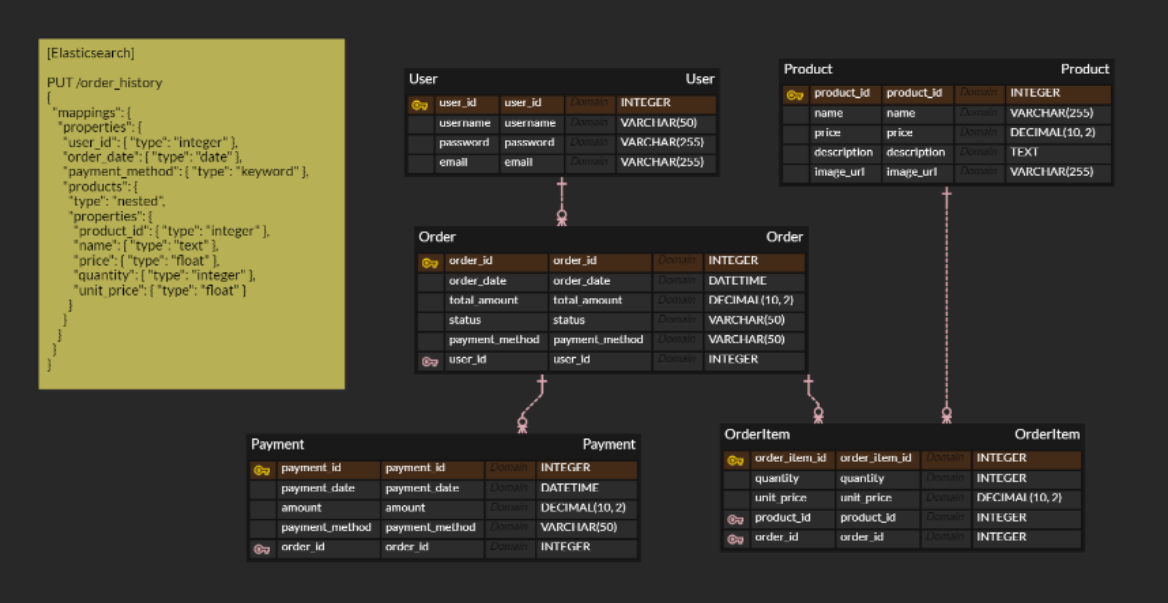 [Elasticsearch]
PUT /order_history
{
"mappings": {
"properties": {
"user_id": { "type": "integer" },
"order_date": { "type": "date" },
"payment_method": { "type": "keyword" },
"products": {
"type": "nested",
"properties": {
"product_id": { "type": "integer" },
"name": { "type": "text" },
"price": { "type": "float" },
"quantity": { "type": "integer" },
"unit_price": { "type": "float" }
}
}
}
}
}
User User
user_id user_id Domain INTEGER
username username Domain VARCHAR(50)
password password Domain VARCHAR(255)
email email Domain VARCHAR(255)
Product Product
product_id product_id Domain INTEGER
name name Domain VARCHAR(255)
price price Domain DECIMAL(10, 2)
description description Domain TEXT
image_url image_url Domain VARCHAR(255)
Order Order
order_id order_id Domain INTEGER
order_date order_date Domain DATETIME
total_amount total_amount Domain DECIMAL(10, 2)
status status Domain VARCHAR(50)
payment_method payment_method Domain VARCHAR(50)
user_id user_id Domain INTEGER
Payment Payment
payment_id payment_id Domain INTEGER
payment_date payment_date Domain DATETIME
amount amount Domain DECIMAL(10, 2)
payment_method payment_method Domain VARCHAR(50)
order_id order_id Domain INTEGER
OrderItem OrderItem
order_item_id order_item_id Domain INTEGER
quantity quantity Domain INTEGER
unit_price unit_price Domain DECIMAL(10, 2)
product_id product_id Domain INTEGER
order_id order_id Domain INTEGER